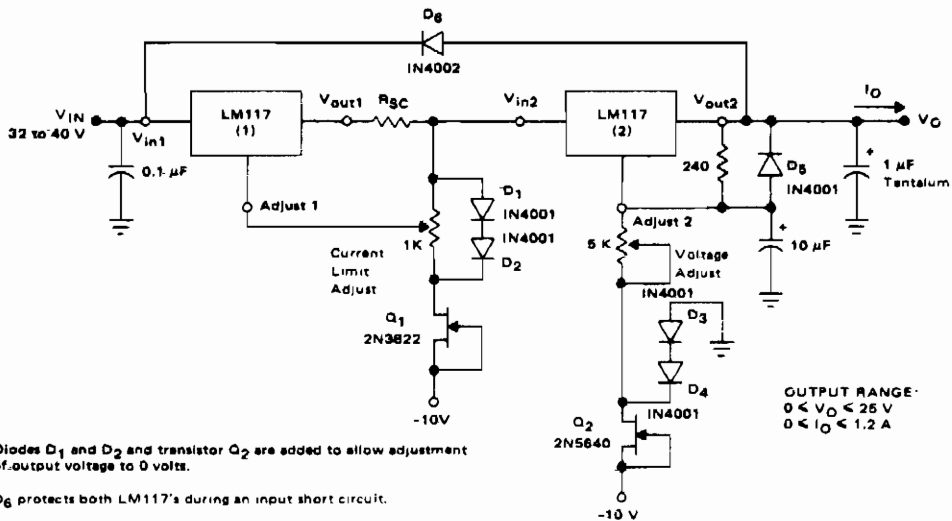 D6
IN4002
VIN
32 to 40 V
Vin1
LM117
(1)
Vout1
RSC
Vin2
LM117
(2)
Vout2
IO
VO
0.1 µF
240
D5
IN4001
+
1 µF
Tantalum
Adjust 1
D1
IN4001
IN4001
D2
1K
Current
Limit
Adjust
Adjust 2
5 K
Voltage
Adjust
+
10 µF
IN4001
D3
D4
IN4001
Q1
2N3822
-10V
Q2
2N5640
-10 V
OUTPUT RANGE:
0 ≤ VO ≤ 25 V
0 ≤ IO ≤ 1.2 A
Diodes D1 and D2 and transistor Q2 are added to allow adjustment
of output voltage to 0 volts.
D6 protects both LM117's during an input short circuit.